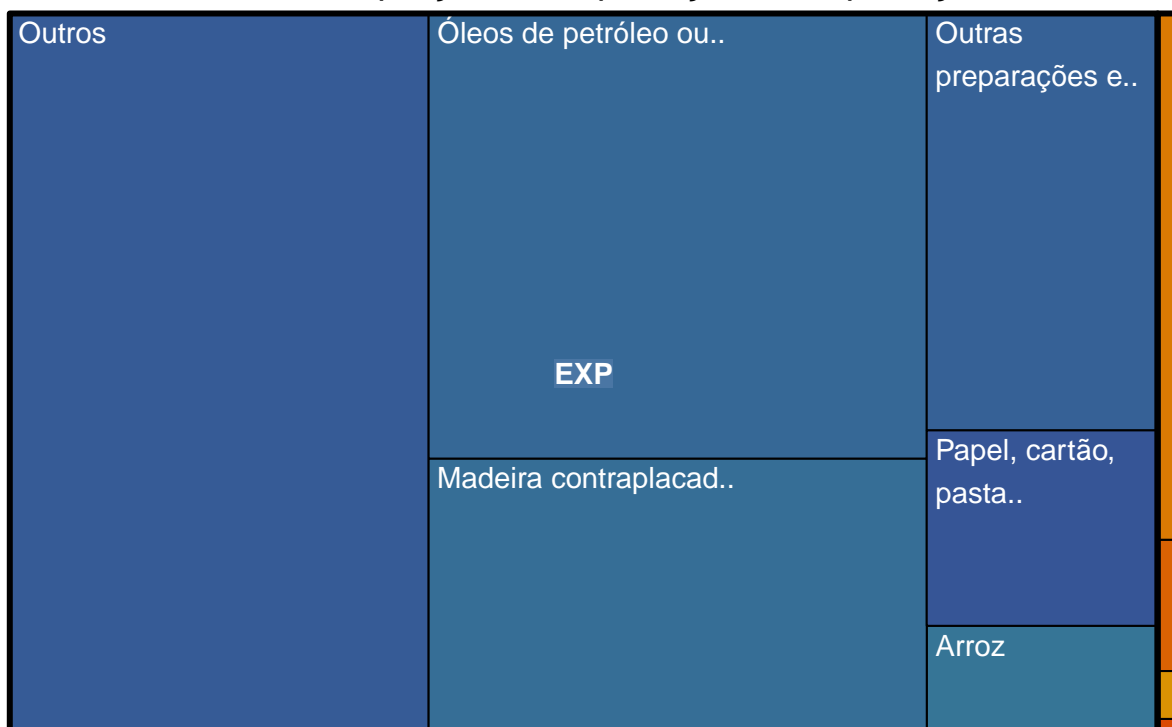 Outros
Óleos de petróleo ou..
Outras
preparações e..
EXP
Madeira contraplacad..
Papel, cartão,
pasta..
Arroz